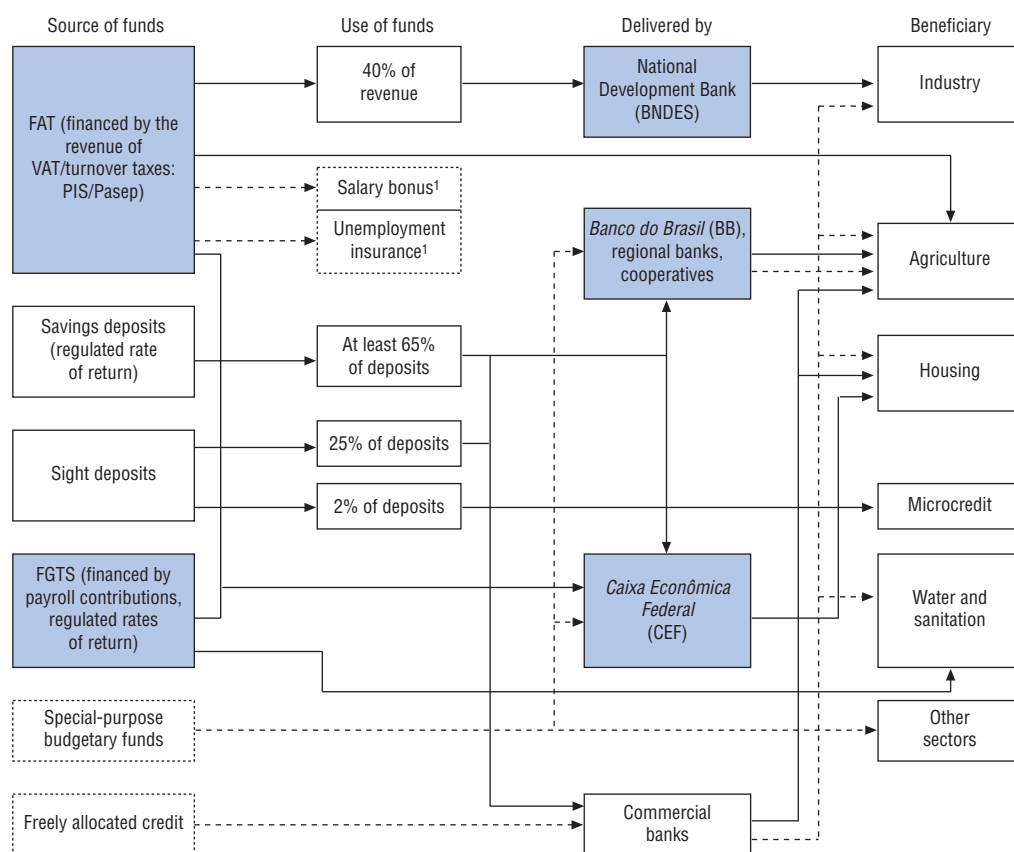 Source of funds
Use of funds
Delivered by
Beneficiary
FAT (financed by the
revenue of
VAT/turnover taxes:
PIS/Pasep)
40% of
revenue
National
Development Bank
(BNDES)
Industry
Salary bonus¹
Unemployment
insurance¹
Banco do Brasil (BB),
regional banks,
cooperatives
Agriculture
Savings deposits
(regulated rate
of return)
At least 65%
of deposits
Housing
Sight deposits
25% of deposits
2% of deposits
Microcredit
FGTS (financed by
payroll contributions,
regulated rates
of return)
Caixa Econômica
Federal
(CEF)
Water and
sanitation
Special-purpose
budgetary funds
Other
sectors
Freely allocated credit
Commercial
banks